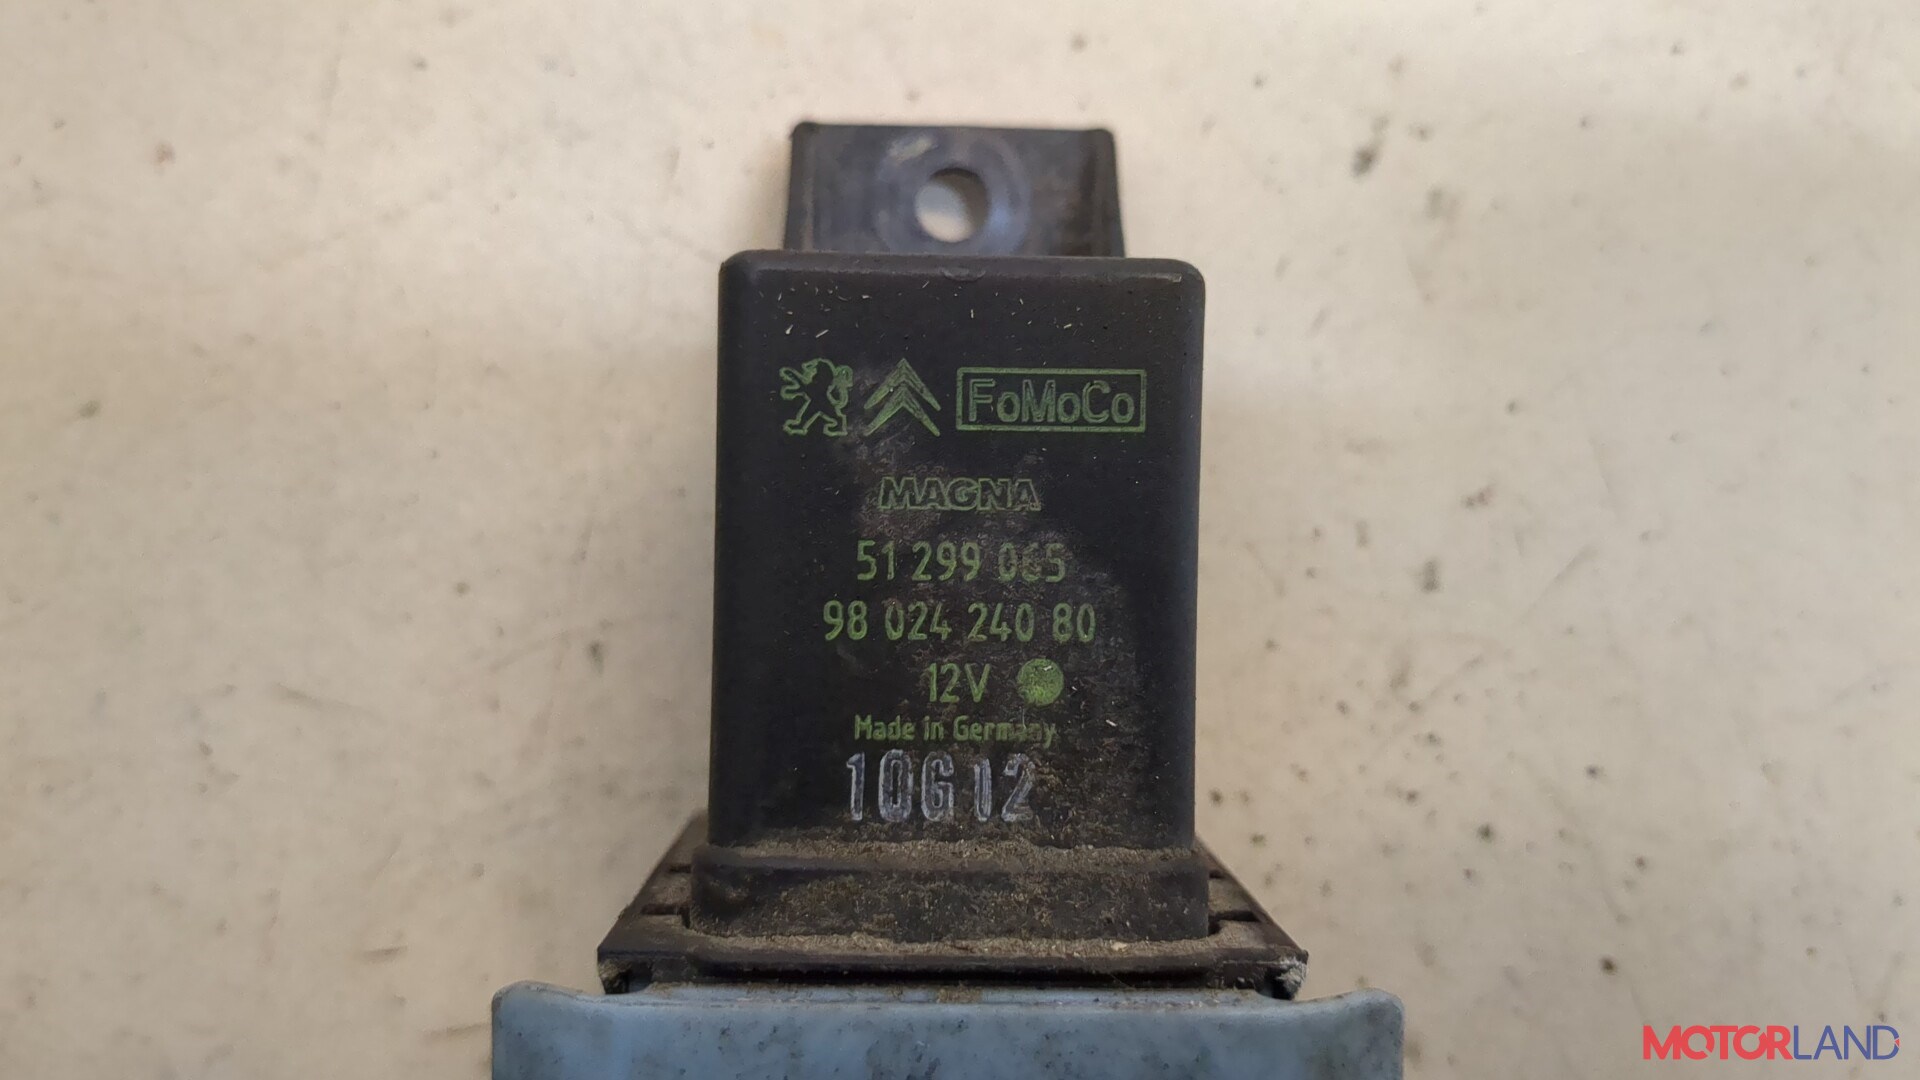 FoMoCo
MAGNA
51 299 065
98 024 240 80
12V
Made in Germany
10G12
MOTORLAND